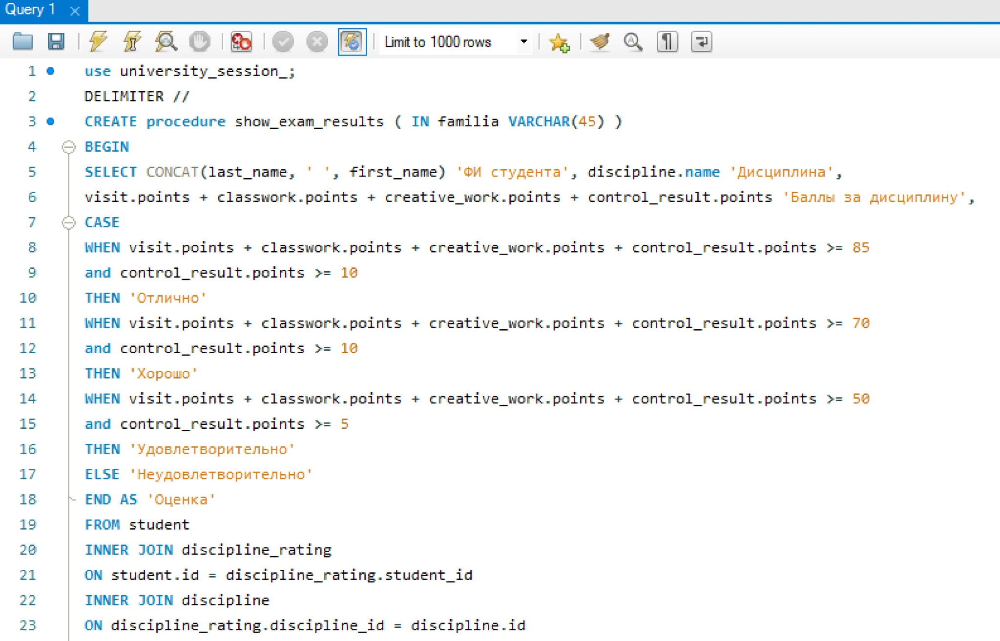 Query 1
Limit to 1000 rows
1 use university_session_;
2 DELIMITER //
3 CREATE procedure show_exam_results ( IN familia VARCHAR(45) )
4 BEGIN
5 SELECT CONCAT(last_name, ' ', first_name) 'ФИ студента', discipline.name 'Дисциплина',
6 visit.points + classwork.points + creative_work.points + control_result.points 'Баллы за дисциплину',
7 CASE
8 WHEN visit.points + classwork.points + creative_work.points + control_result.points >= 85
9 and control_result.points >= 10
10 THEN 'Отлично'
11 WHEN visit.points + classwork.points + creative_work.points + control_result.points >= 70
12 and control_result.points >= 10
13 THEN 'Хорошо'
14 WHEN visit.points + classwork.points + creative_work.points + control_result.points >= 50
15 and control_result.points >= 5
16 THEN 'Удовлетворительно'
17 ELSE 'Неудовлетворительно'
18 END AS 'Оценка'
19 FROM student
20 INNER JOIN discipline_rating
21 ON student.id = discipline_rating.student_id
22 INNER JOIN discipline
23 ON discipline_rating.discipline_id = discipline.id